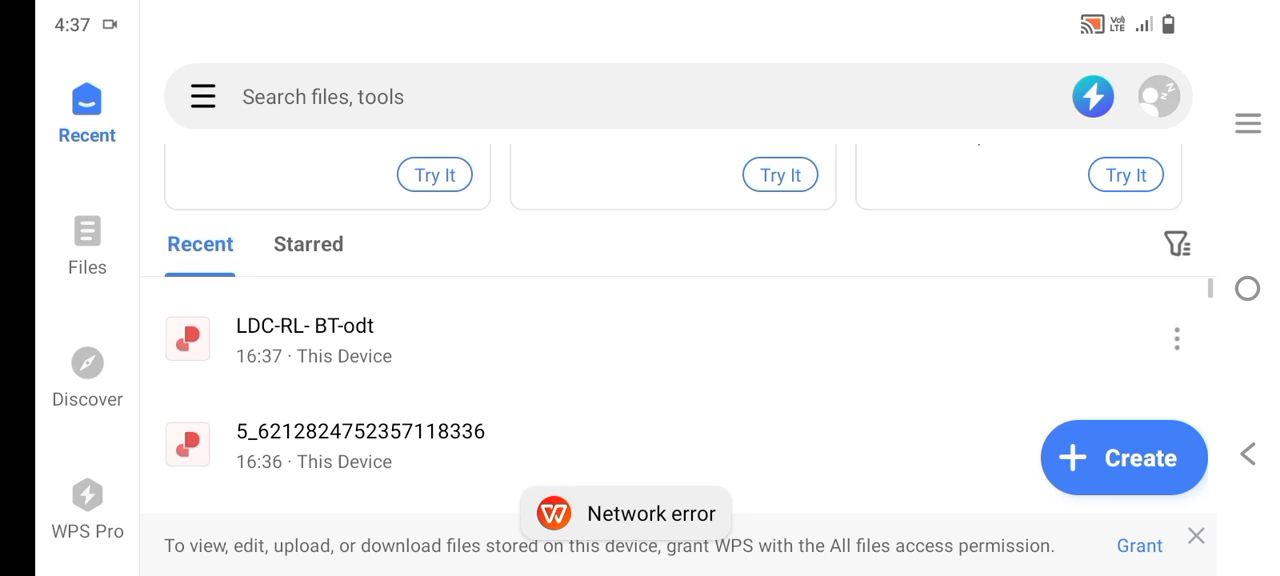 4:37
Vol LTE
Search files, tools
Recent
Try It
Try It
Try It
Recent
Starred
Files
LDC-RL- BT-odt
16:37 · This Device
Discover
5_6212824752357118336
16:36 · This Device
+ Create
WPS Pro
Network error
To view, edit, upload, or download files stored on this device, grant WPS with the All files access permission.
Grant